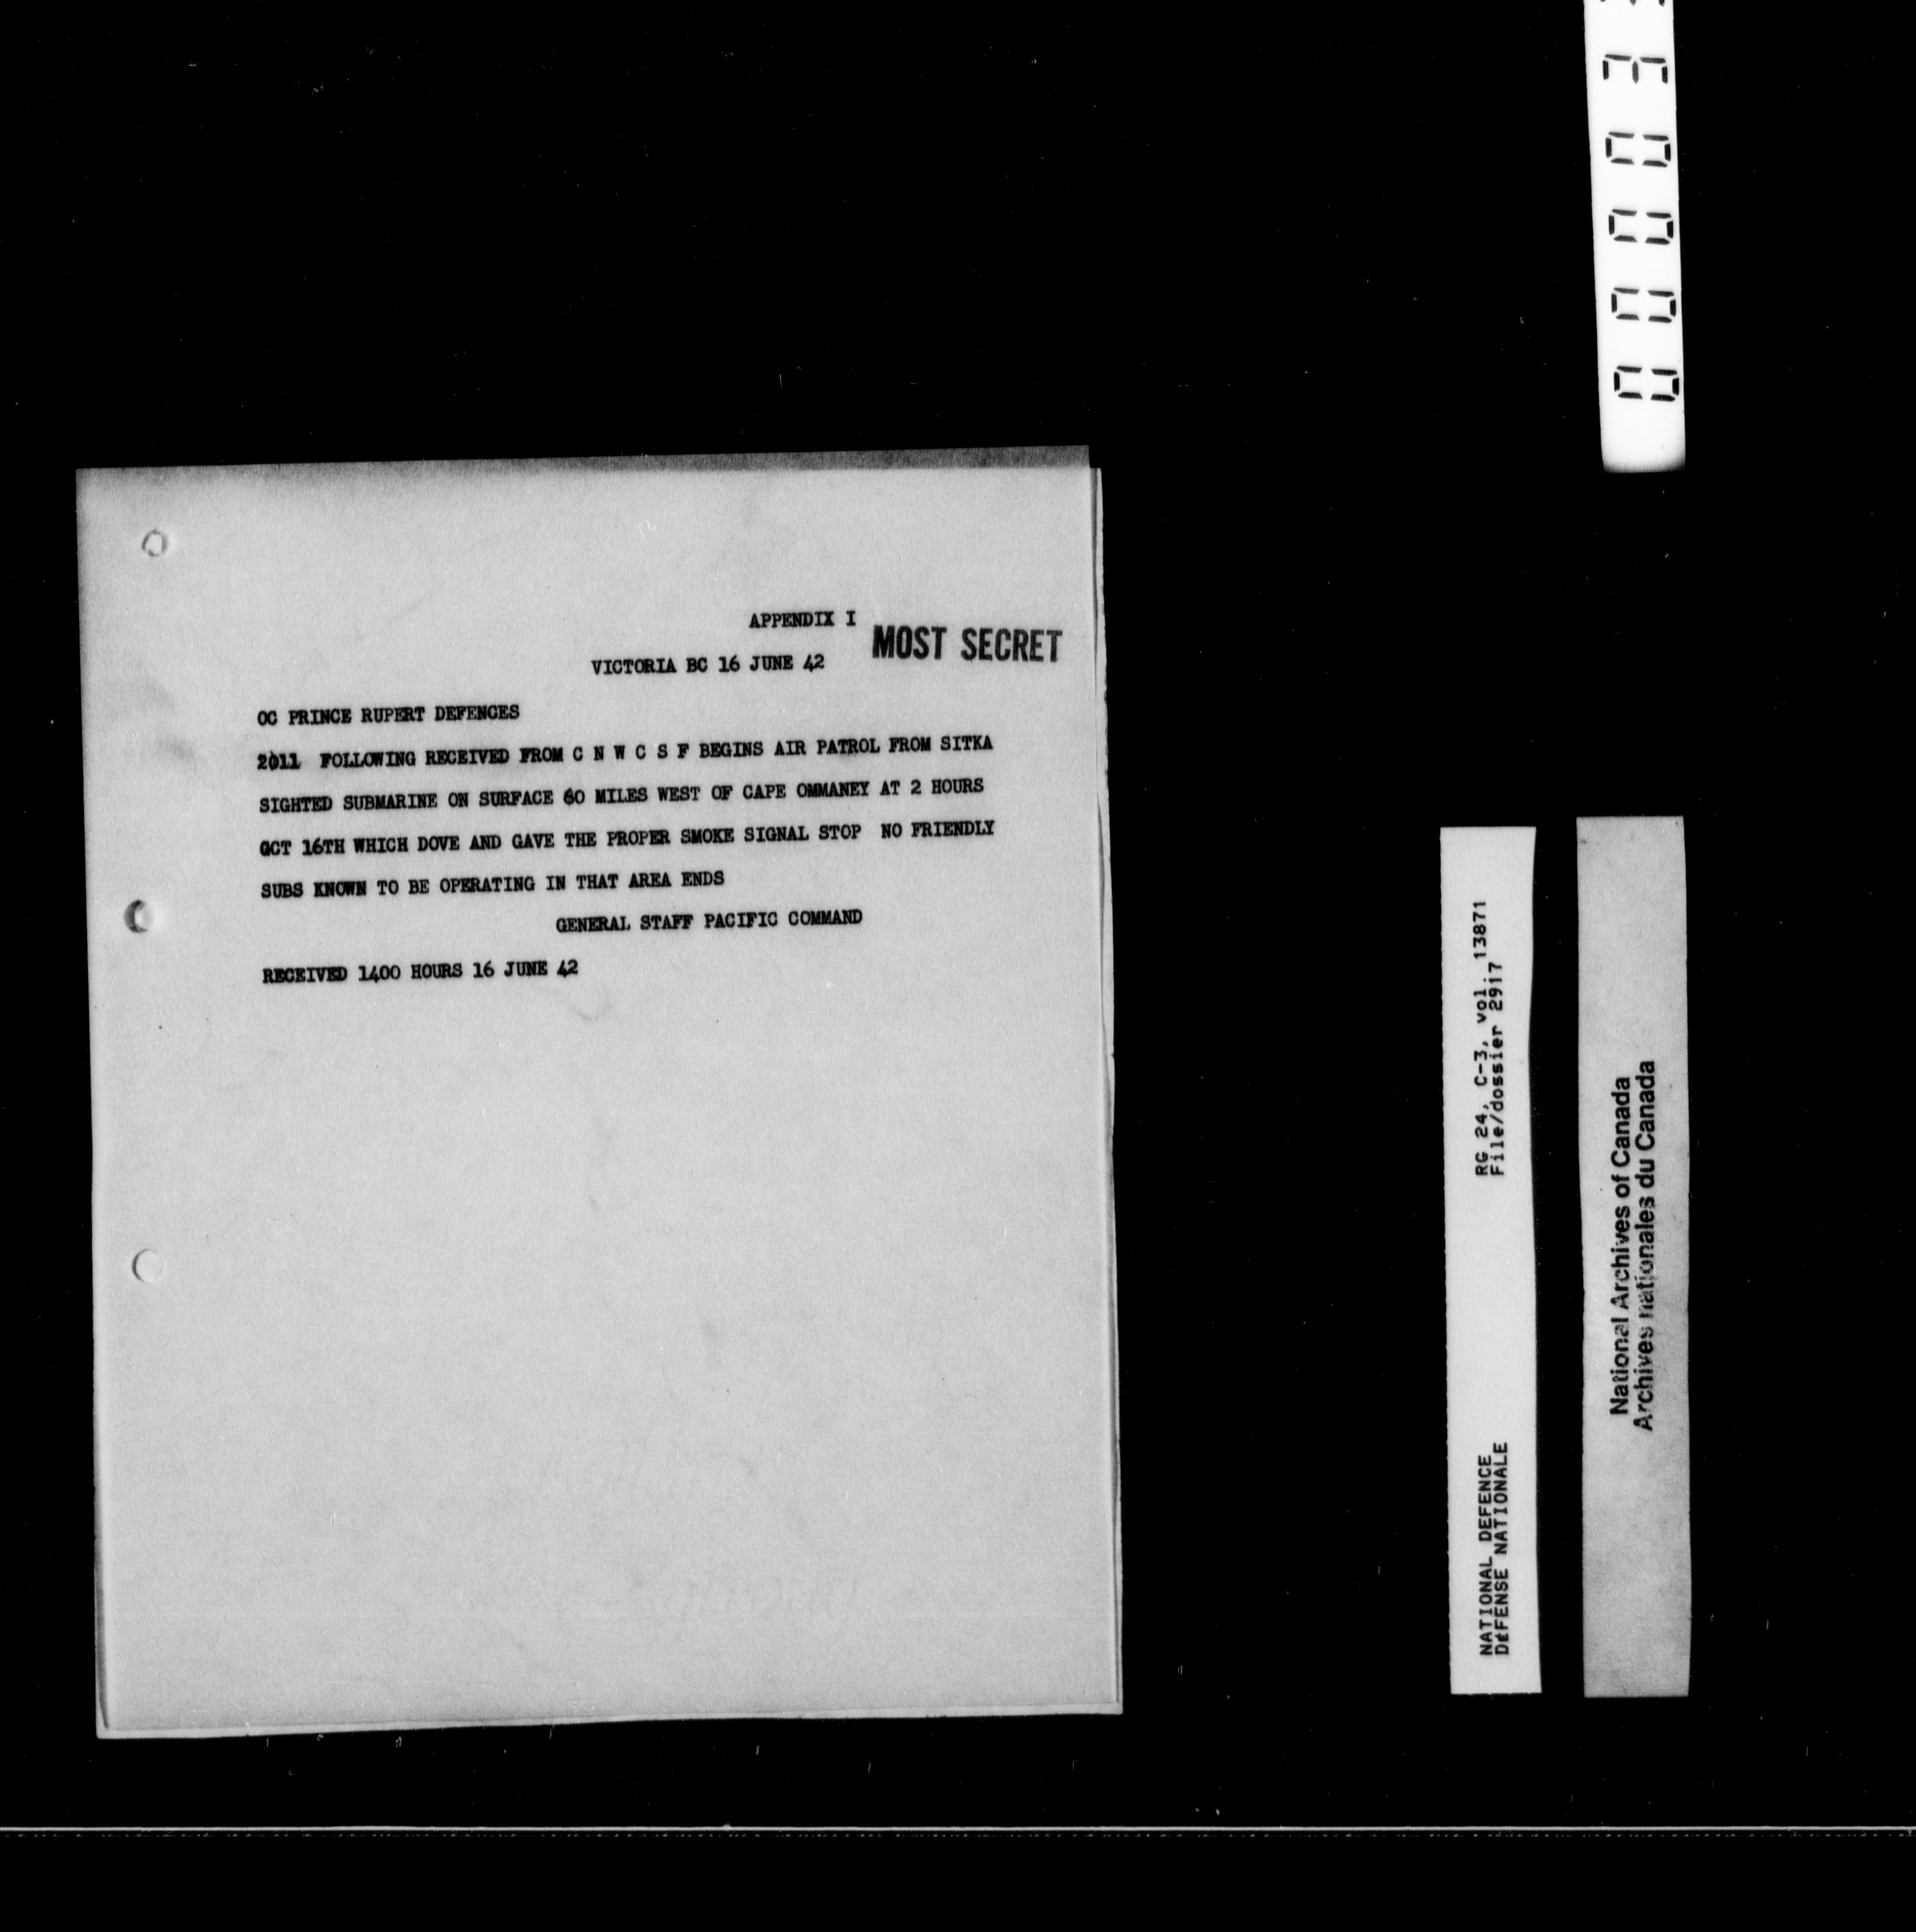 APPENDIX I
MOST SECRET
VICTORIA BC 16 JUNE 42
OC PRINCE RUPERT DEFENCES
2011 FOLLOWING RECEIVED FROM C N W C S F BEGINS AIR PATROL FROM SITKA
SIGHTED SUBMARINE ON SURFACE 60 MILES WEST OF CAPE OMMANEY AT 2 HOURS
GCT 16TH WHICH DOVE AND GAVE THE PROPER SMOKE SIGNAL STOP NO FRIENDLY
SUBS KNOWN TO BE OPERATING IN THAT AREA ENDS
GENERAL STAFF PACIFIC COMMAND
RECEIVED 1400 HOURS 16 JUNE 42
NATIONAL DEFENCE
DéFENSE NATIONALE
RG 24, C-3, vol. 13871
File/dossier 2917
National Archives of Canada
Archives nationales du Canada